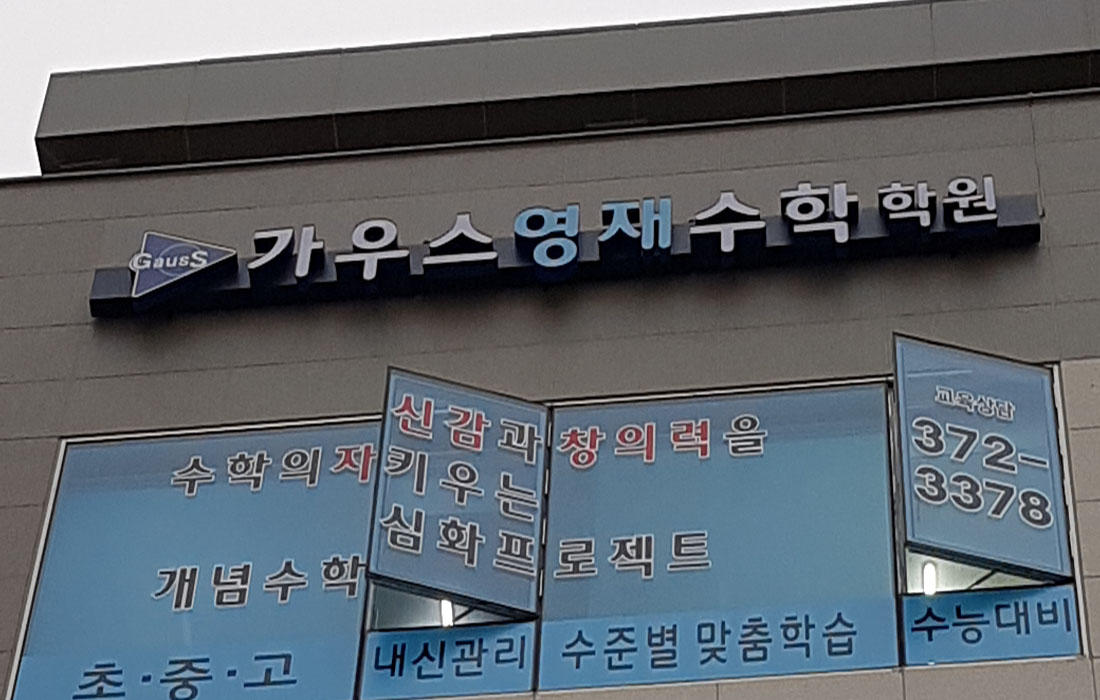 GausS 가우스영재수학학원
수학의 자신감과 창의력을
키우는
개념수학 심화프로젝트
교육상담
372-
3378
초·중·고 내신관리 수준별 맞춤학습 수능대비